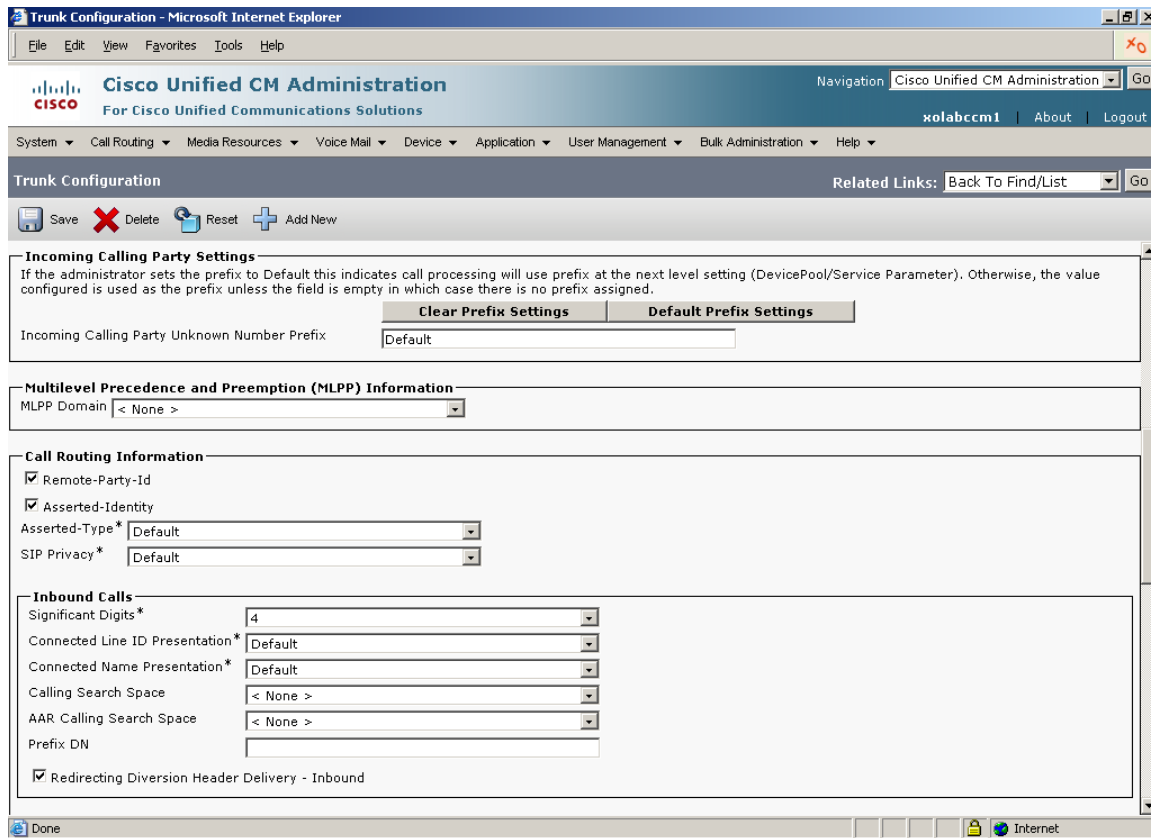 Trunk Configuration - Microsoft Internet Explorer
File Edit View Favorites Tools Help
xo
cisco
Cisco Unified CM Administration
For Cisco Unified Communications Solutions
Navigation Cisco Unified CM Administration Go
xolabccm1 | About | Logout
System Call Routing Media Resources Voice Mail Device Application User Management Bulk Administration Help
Trunk Configuration
Related Links: Back To Find/List Go
Save Delete Reset Add New
Incoming Calling Party Settings
If the administrator sets the prefix to Default this indicates call processing will use prefix at the next level setting (DevicePool/Service Parameter). Otherwise, the value
configured is used as the prefix unless the field is empty in which case there is no prefix assigned.
Clear Prefix Settings Default Prefix Settings
Incoming Calling Party Unknown Number Prefix Default
Multilevel Precedence and Preemption (MLPP) Information
MLPP Domain < None >
Call Routing Information
Remote-Party-Id
Asserted-Identity
Asserted-Type* Default
SIP Privacy* Default
Inbound Calls
Significant Digits* 4
Connected Line ID Presentation* Default
Connected Name Presentation* Default
Calling Search Space < None >
AAR Calling Search Space < None >
Prefix DN
Redirecting Diversion Header Delivery - Inbound
Done
Internet